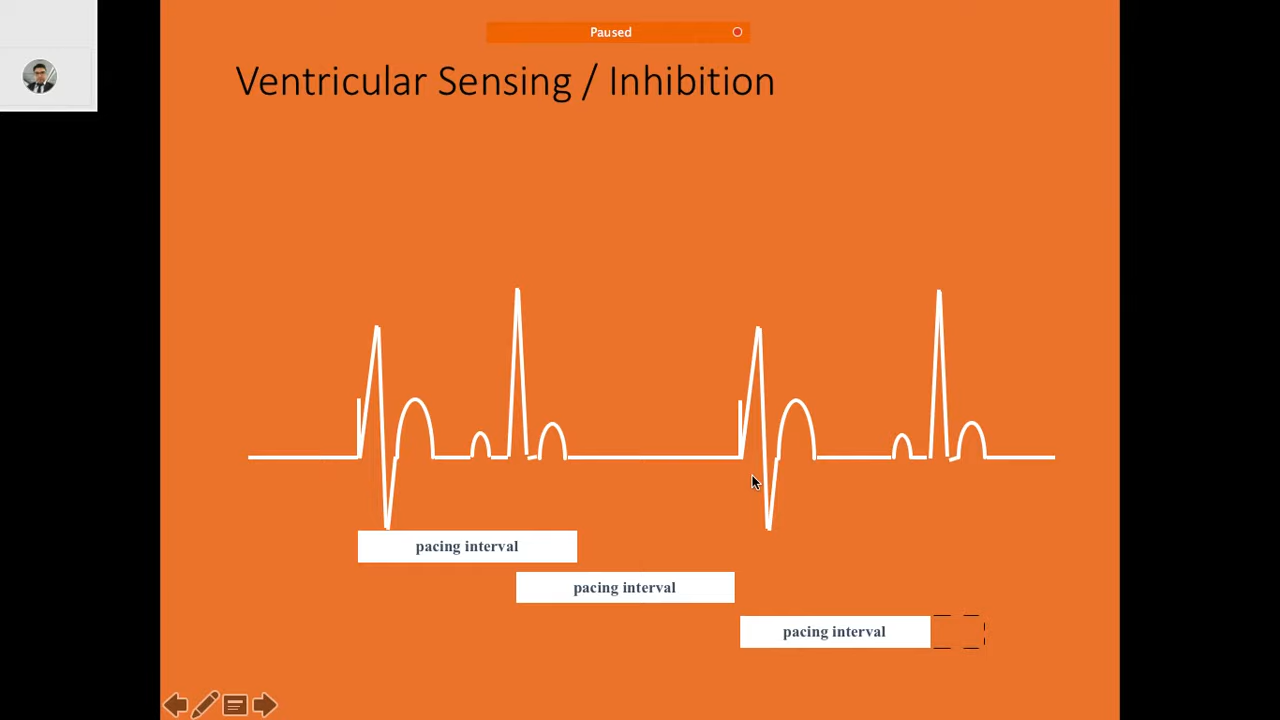 Paused
Ventricular Sensing / Inhibition
pacing interval
pacing interval
pacing interval